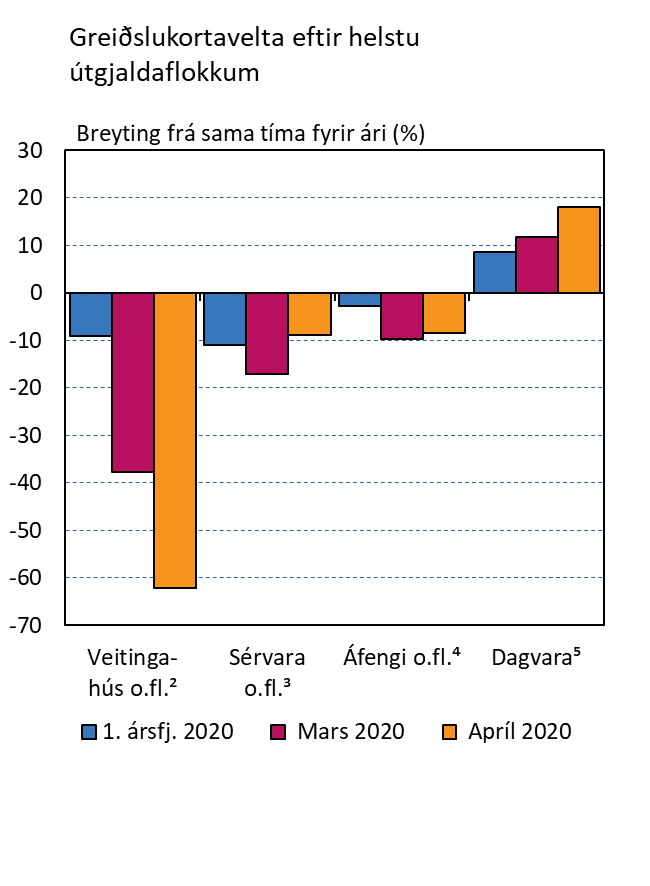 Greiðslukortavelta eftir helstu
útgjaldaflokkum
Breyting frá sama tíma fyrir ári (%)
30
20
10
0
-10
-20
-30
-40
-50
-60
-70
Veitinga-
hús o.fl.²
Sérvara
o.fl.³
Áfengi o.fl.⁴
Dagvara⁵
1. ársfj. 2020
Mars 2020
Apríl 2020